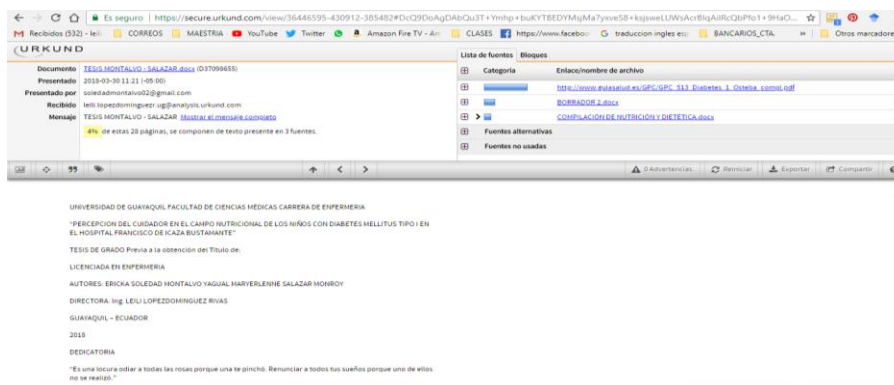 Es seguro | https://secure.urkund.com/view/36446595-430912-385482#
Recibidos (532) - leil
CORREOS
MAESTRIA
YouTube
Twitter
Amazon Fire TV - Am
CLASES
https://www.faceboo
traduccion ingles es
BANCARIOS_CTA.
»
Otros marcadores
URKUND
Documento TESIS MONTALVO - SALAZAR.docx (D37098655)
Presentado 2018-03-30 11:21 (-05:00)
Presentado por soledadmontalvo02@gmail.com
Recibido leili.lopezdominguezr.ug@analysis.urkund.com
Mensaje TESIS MONTALVO - SALAZAR Mostrar el mensaje completo
4% de estas 28 páginas, se componen de texto presente en 3 fuentes.
Lista de fuentes Bloques
Categoría Enlace/nombre de archivo
http://www.guiasalud.es/GPC/GPC_513_Diabetes_1_Osteba_compl.pdf
BORRADOR 2.docx
COMPILACIÓN DE NUTRICIÓN Y DIETÉTICA.docx
Fuentes alternativas
Fuentes no usadas
0 Advertencias. Reiniciar Exportar Compartir
UNIVERSIDAD DE GUAYAQUIL FACULTAD DE CIENCIAS MÉDICAS CARRERA DE ENFERMERIA
"PERCEPCION DEL CUIDADOR EN EL CAMPO NUTRICIONAL DE LOS NIÑOS CON DIABETES MELLITUS TIPO I EN
EL HOSPITAL FRANCISCO DE ICAZA BUSTAMANTE"
TESIS DE GRADO Previa a la obtención del Titulo de:
LICENCIADA EN ENFERMERIA
AUTORES: ERICKA SOLEDAD MONTALVO YAGUAL MARYERLENNE SALAZAR MONROY
DIRECTORA: Ing. LEILI LOPEZDOMINGUEZ RIVAS
GUAYAQUIL – ECUADOR
2018
DEDICATORIA
"Es una locura odiar a todas las rosas porque una te pinchó. Renunciar a todos tus sueños porque uno de ellos
no se realizó."